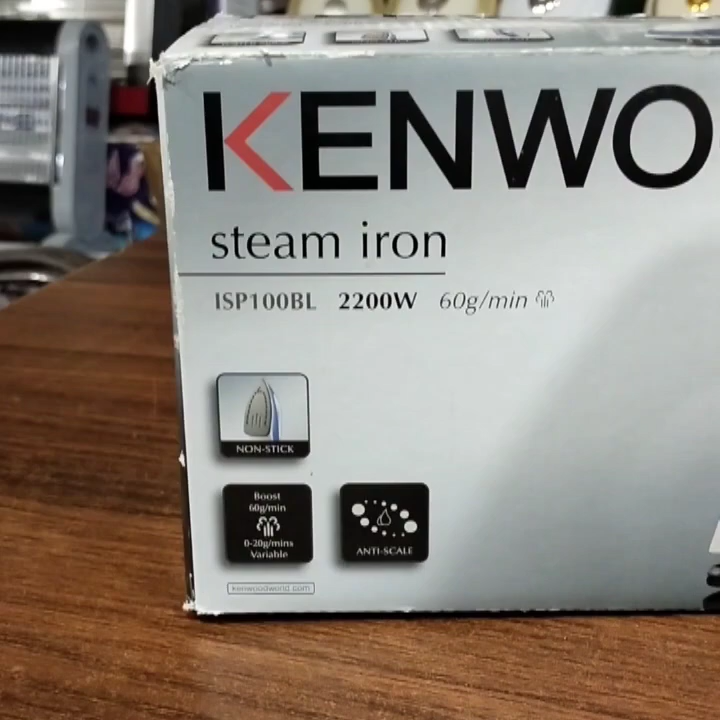 KENWO
steam iron
ISP100BL 2200W 60g/min
NON-STICK
Boost
60g/min
0-20g/mins
Variable
ANTI-SCALE
kenwoodworld.com